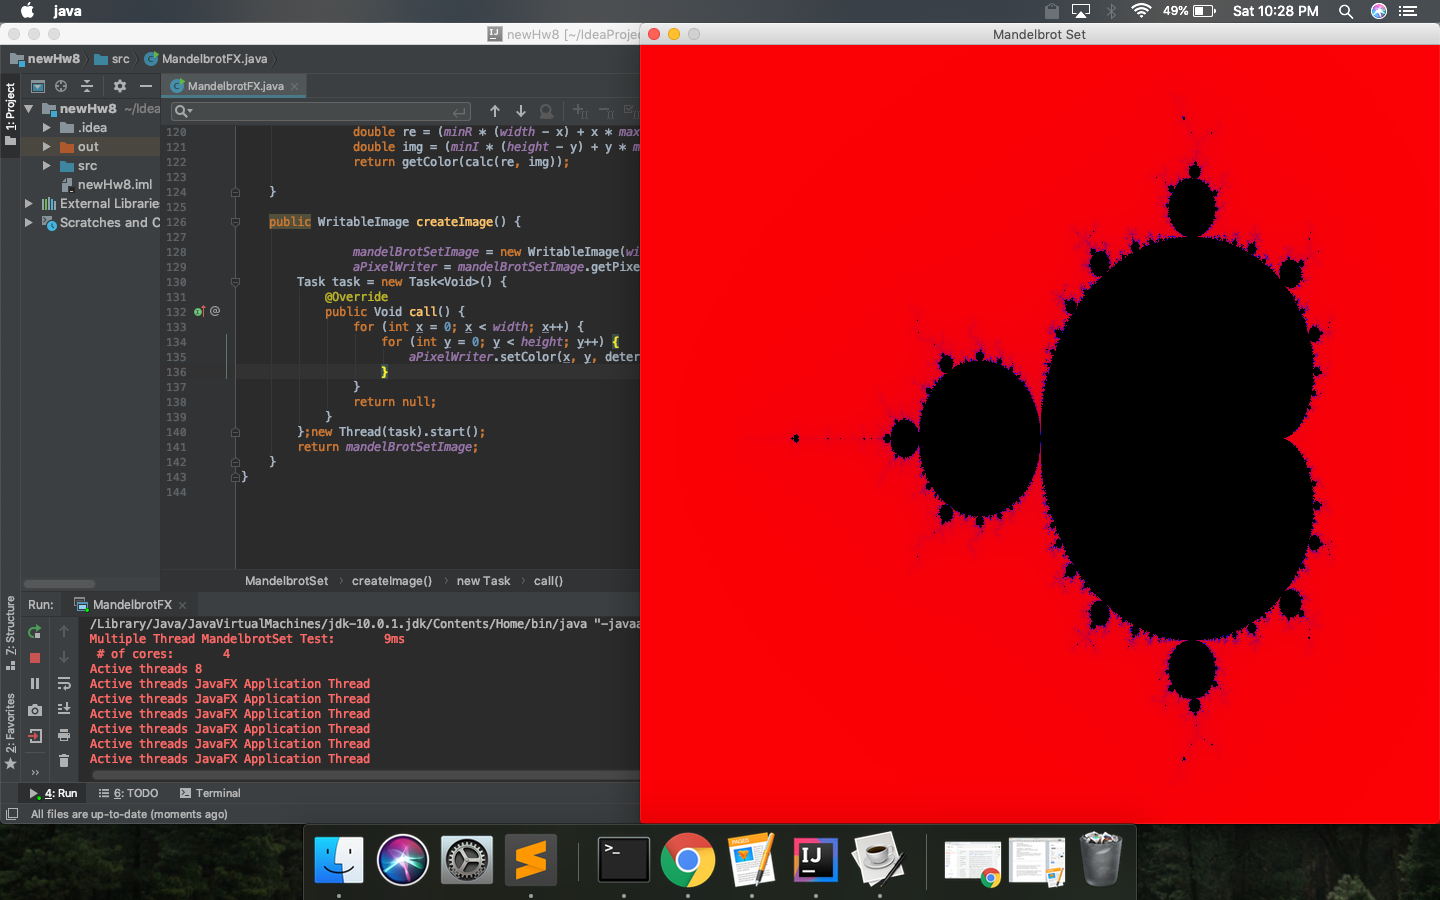 java
49%
Sat 10:28 PM
newHw8 [~/IdeaProje
Mandelbrot Set
newHw8
src
MandelbrotFX.java
1: Project
newHw8 ~/Idea
.idea
out
src
newHw8.iml
External Librarie
Scratches and C
MandelbrotFX.java
120 double re = (minR * (width - x) + x * max
121 double img = (minI * (height - y) + y * m
122 return getColor(calc(re, img));
123
124 }
125
126 public WritableImage createImage() {
127
128 mandelBrotSetImage = new WritableImage(wi
129 aPixelWriter = mandelBrotSetImage.getPixe
130 Task task = new Task<Void>() {
131 @Override
132 public Void call() {
133 for (int x = 0; x < width; x++) {
134 for (int y = 0; y < height; y++) {
135 aPixelWriter.setColor(x, y, deter
136 }
137 }
138 return null;
139 }
140 };new Thread(task).start();
141 return mandelBrotSetImage;
142 }
143 }
144
MandelbrotSet › createImage() › new Task › call()
Run: MandelbrotFX
/Library/Java/JavaVirtualMachines/jdk-10.0.1.jdk/Contents/Home/bin/java "-javaa
Multiple Thread MandelbrotSet Test: 9ms
# of cores: 4
Active threads 8
Active threads JavaFX Application Thread
Active threads JavaFX Application Thread
Active threads JavaFX Application Thread
Active threads JavaFX Application Thread
Active threads JavaFX Application Thread
Active threads JavaFX Application Thread
Z: Structure
2: Favorites
4: Run
6: TODO
Terminal
All files are up-to-date (moments ago)
>_
PAGES
IJ